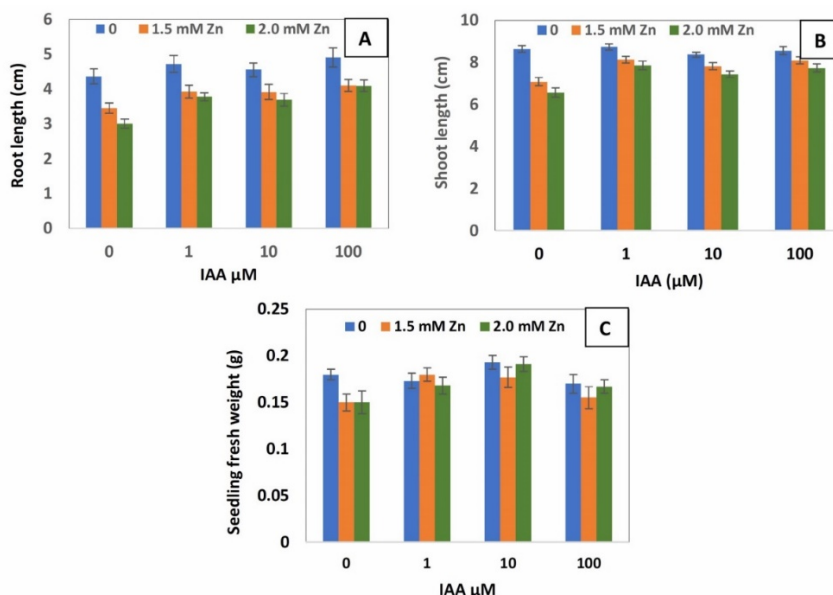 A
0 1.5 mM Zn 2.0 mM Zn
Root length (cm)
6
5
4
3
2
1
0
0 1 10 100
IAA µM
B
0 1.5 mM Zn 2.0 mM Zn
Shoot length (cm)
10
8
6
4
2
0
0 1 10 100
IAA (µM)
C
0 1.5 mM Zn 2.0 mM Zn
Seedling fresh weight (g)
0.25
0.2
0.15
0.1
0.05
0
0 1 10 100
IAA µM